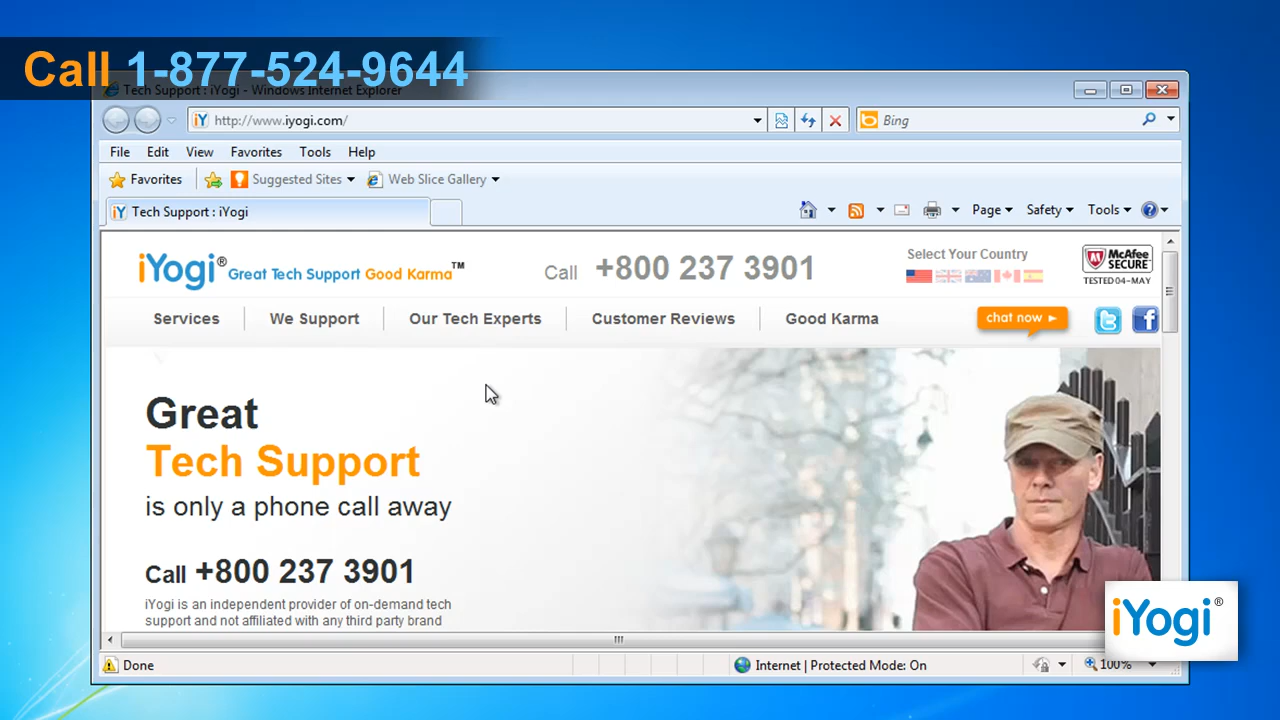 Call 1-877-524-9644
Tech Support : iYogi - Windows Internet Explorer
iY http://www.iyogi.com/
Bing
File Edit View Favorites Tools Help
Favorites Suggested Sites Web Slice Gallery
iY Tech Support : iYogi
Page Safety Tools
iYogi® Great Tech Support Good Karma™
Call +800 237 3901
Select Your Country
McAfee SECURE
TESTED 04-MAY
Services We Support Our Tech Experts Customer Reviews Good Karma
chat now
Great
Tech Support
is only a phone call away
Call +800 237 3901
iYogi is an independent provider of on-demand tech
support and not affiliated with any third party brand
iYogi®
Done Internet | Protected Mode: On 100%